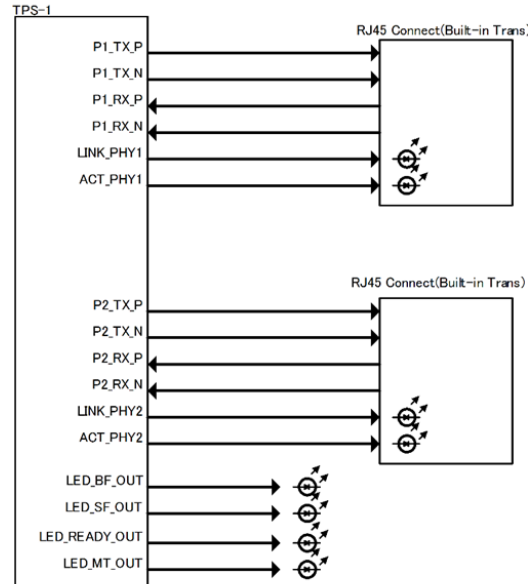 TPS-1
RJ45 Connect(Built-in Trans)
P1_TX_P
P1_TX_N
P1_RX_P
P1_RX_N
LINK_PHY1
ACT_PHY1
RJ45 Connect(Built-in Trans)
P2_TX_P
P2_TX_N
P2_RX_P
P2_RX_N
LINK_PHY2
ACT_PHY2
LED_BF_OUT
LED_SF_OUT
LED_READY_OUT
LED_MT_OUT